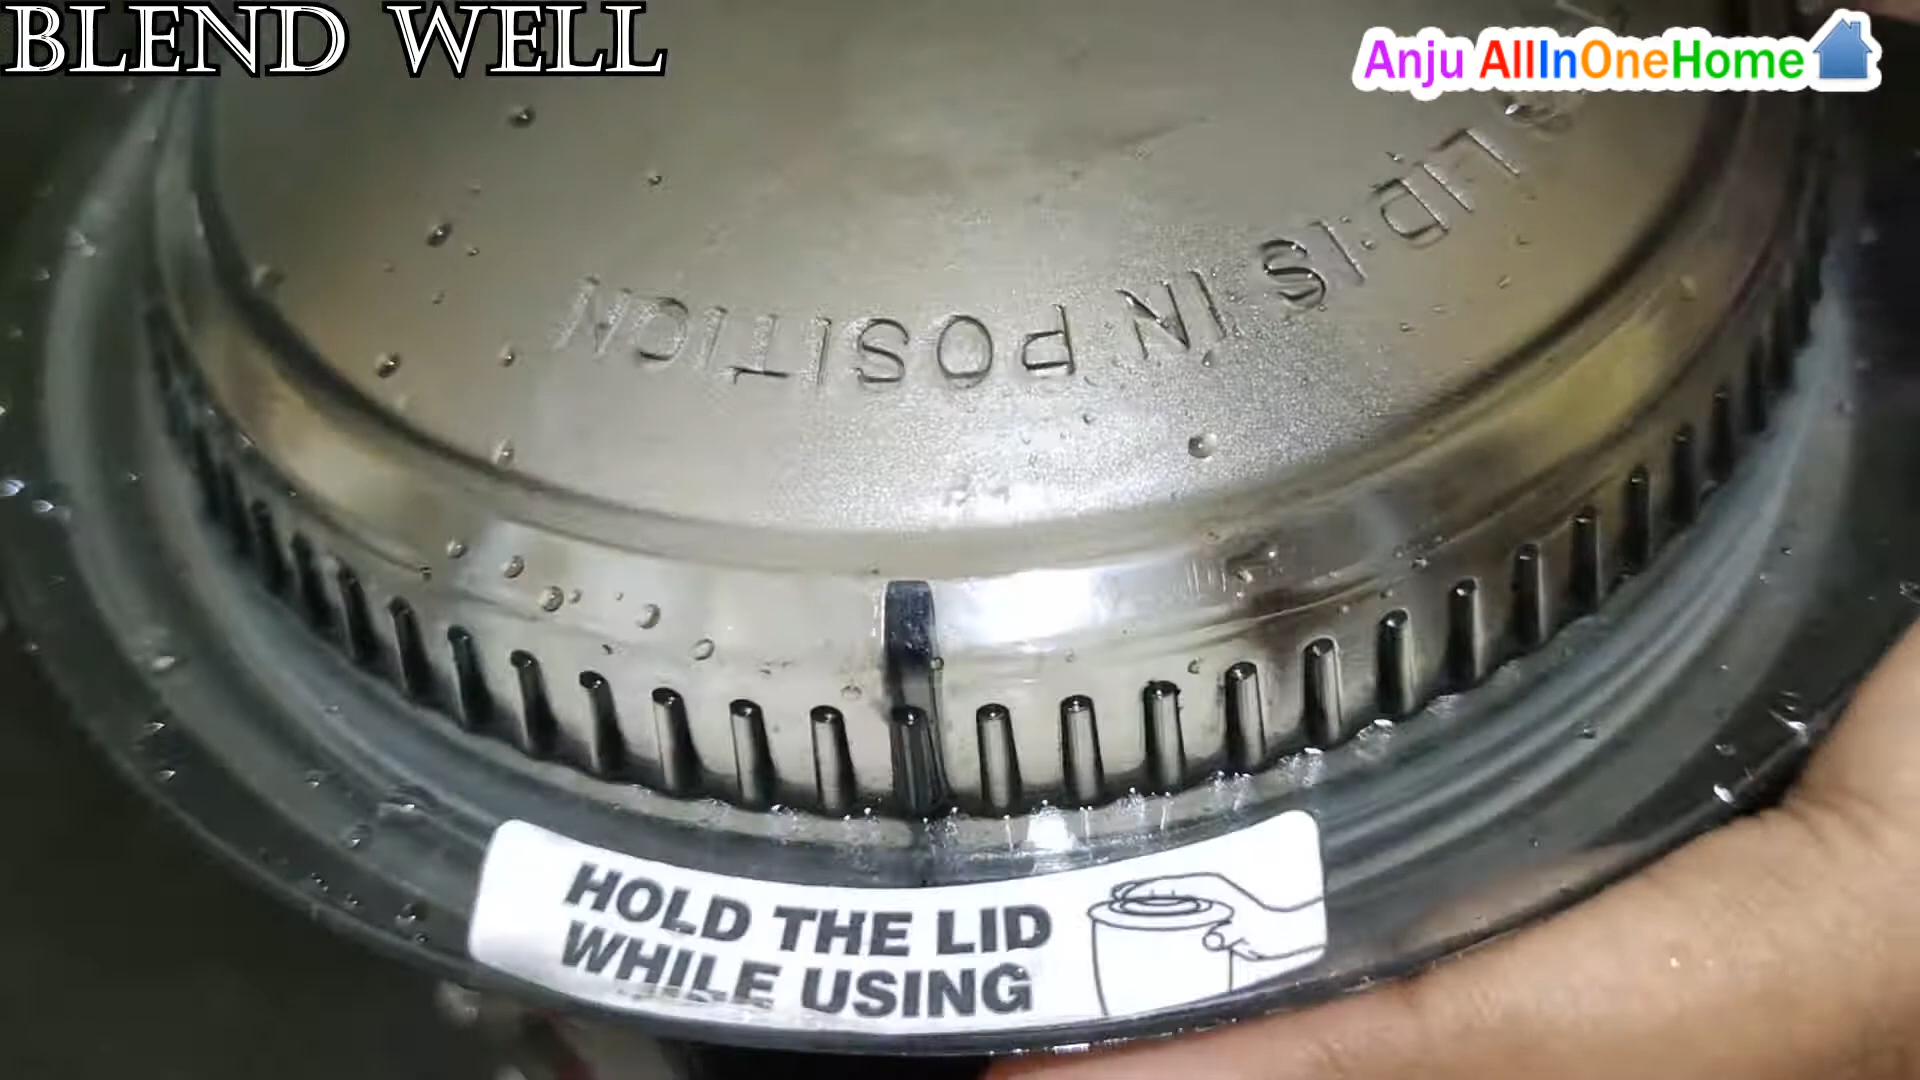 BLEND WELL
Anju AllInOneHome
LID IS IN POSITION
HOLD THE LID
WHILE USING